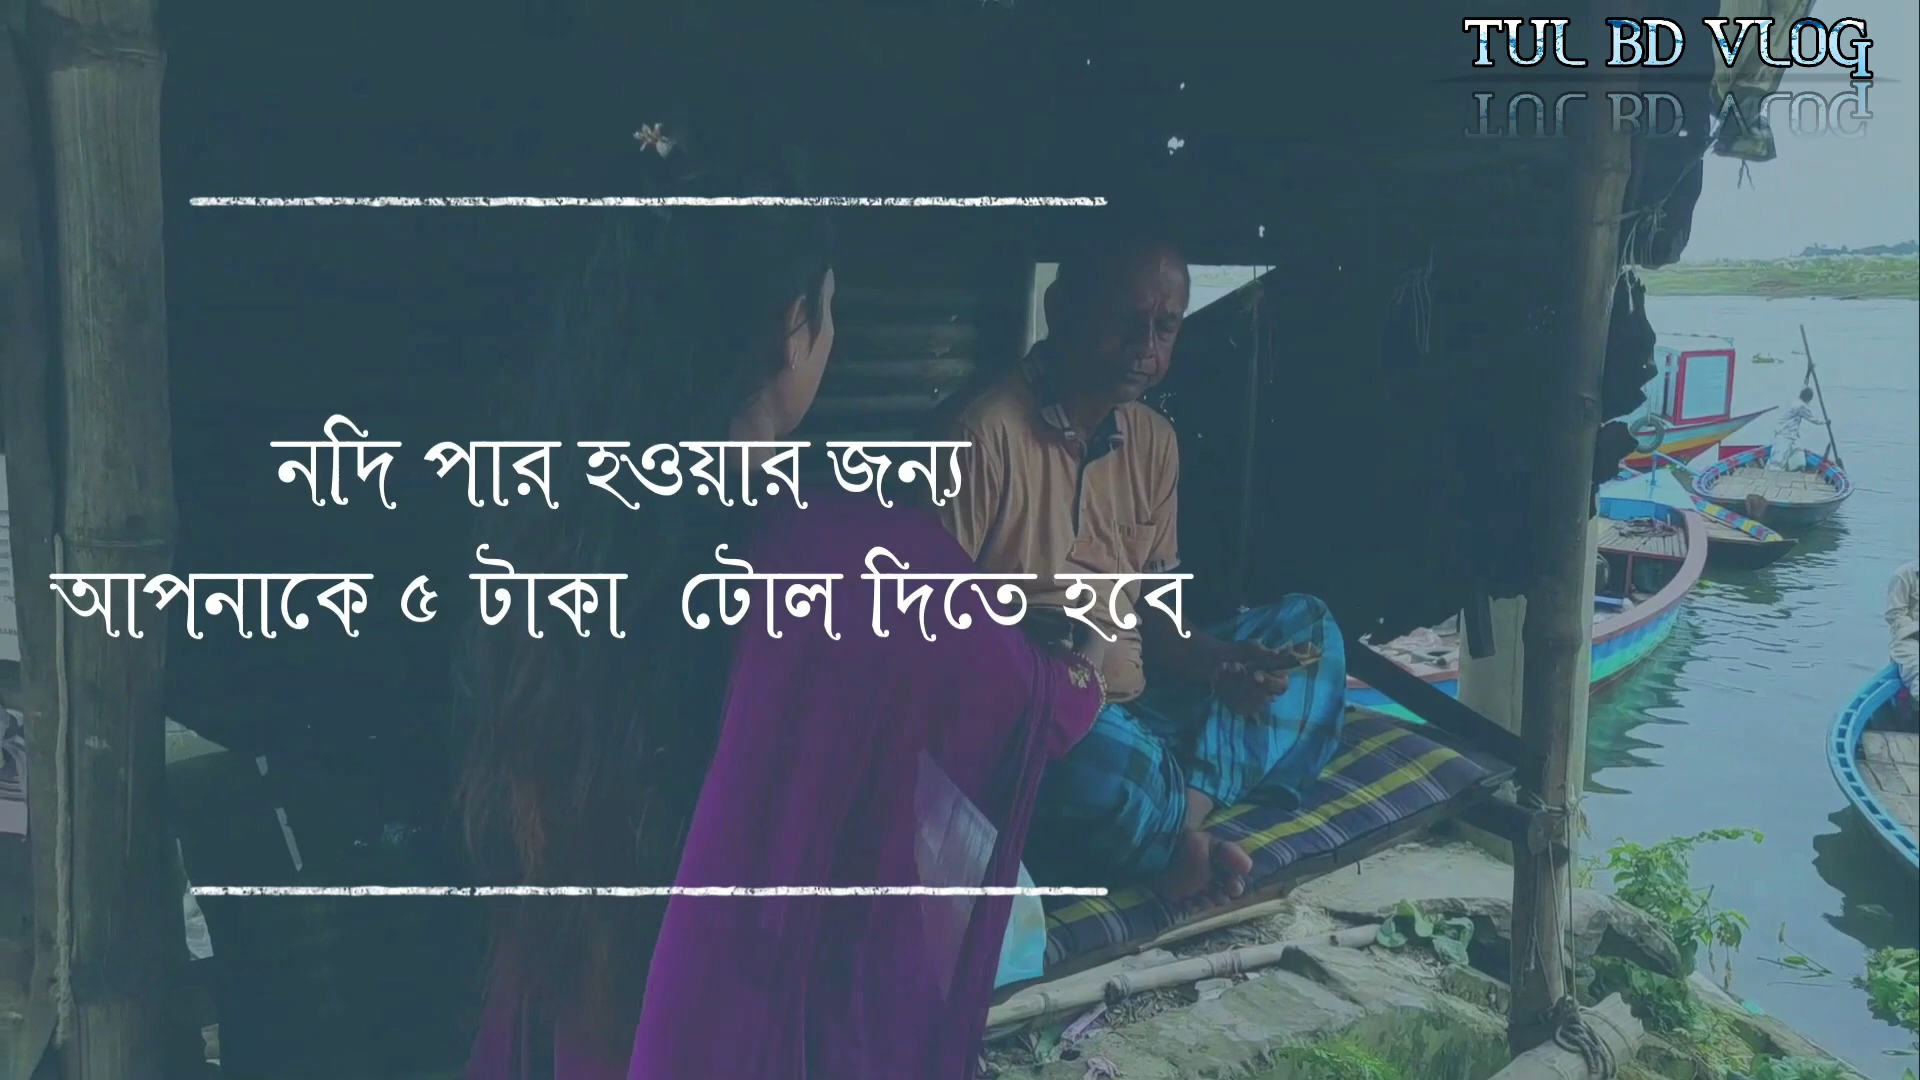 TUL BD VLOG
নদি পার হওয়ার জন্য
আপনাকে ৫ টাকা টোল দিতে হবে